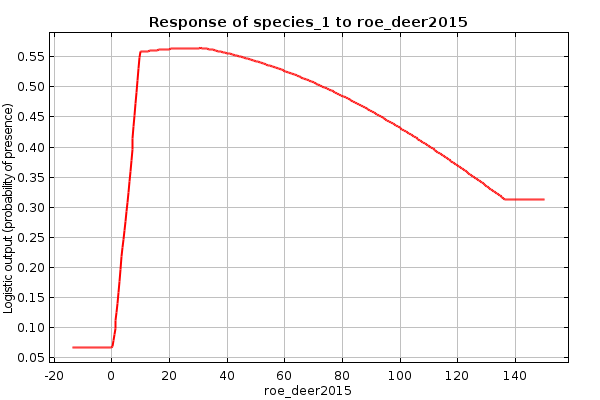 Response of species_1 to roe_deer2015
Logistic output (probability of presence)
0.55
0.50
0.45
0.40
0.35
0.30
0.25
0.20
0.15
0.10
0.05
-20 0 20 40 60 80 100 120 140
roe_deer2015